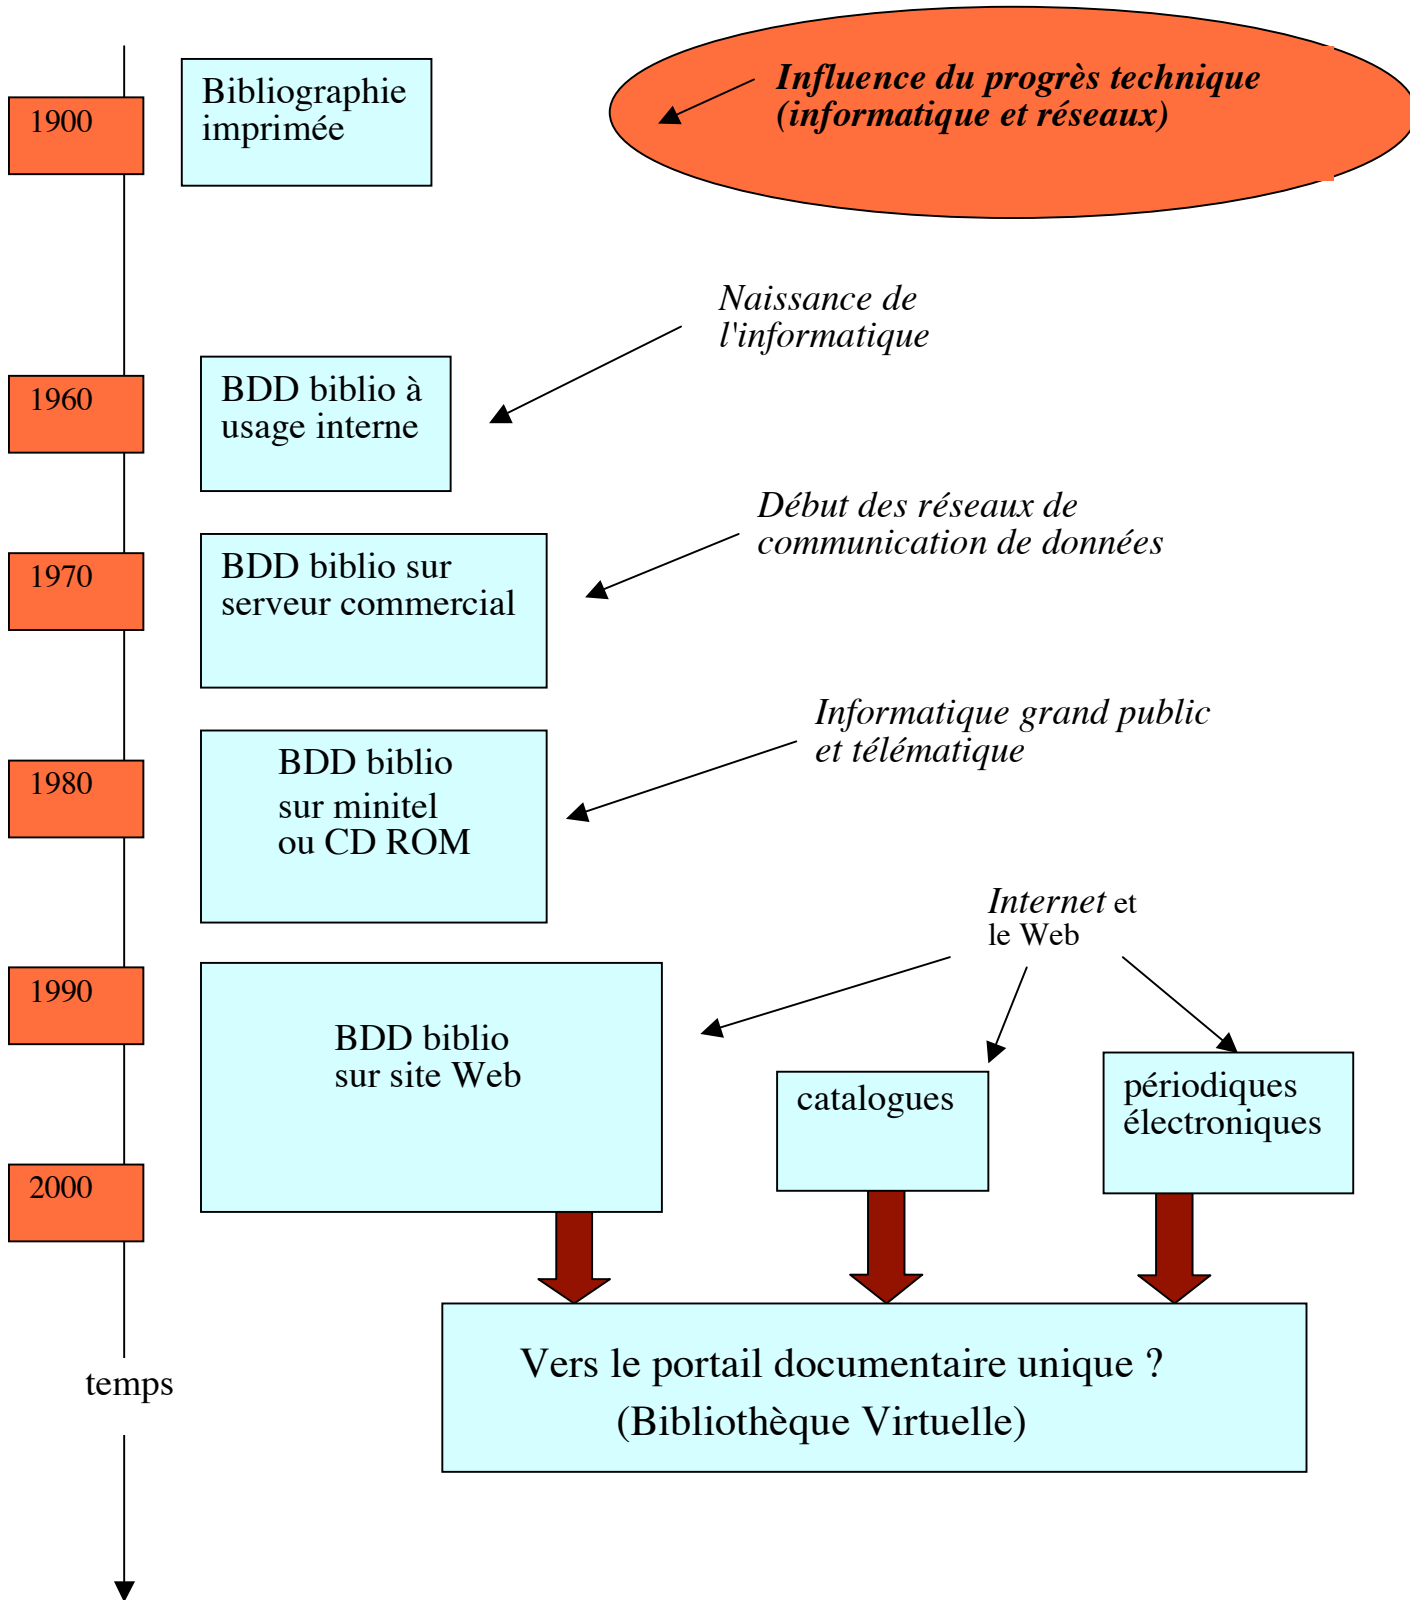 1900
Bibliographie
imprimée
Influence du progrès technique
(informatique et réseaux)
Naissance de
l'informatique
1960
BDD biblio à
usage interne
Début des réseaux de
communication de données
1970
BDD biblio sur
serveur commercial
Informatique grand public
et télématique
1980
BDD biblio
sur minitel
ou CD ROM
Internet et
le Web
1990
BDD biblio
sur site Web
catalogues
périodiques
électroniques
2000
Vers le portail documentaire unique ?
(Bibliothèque Virtuelle)
temps